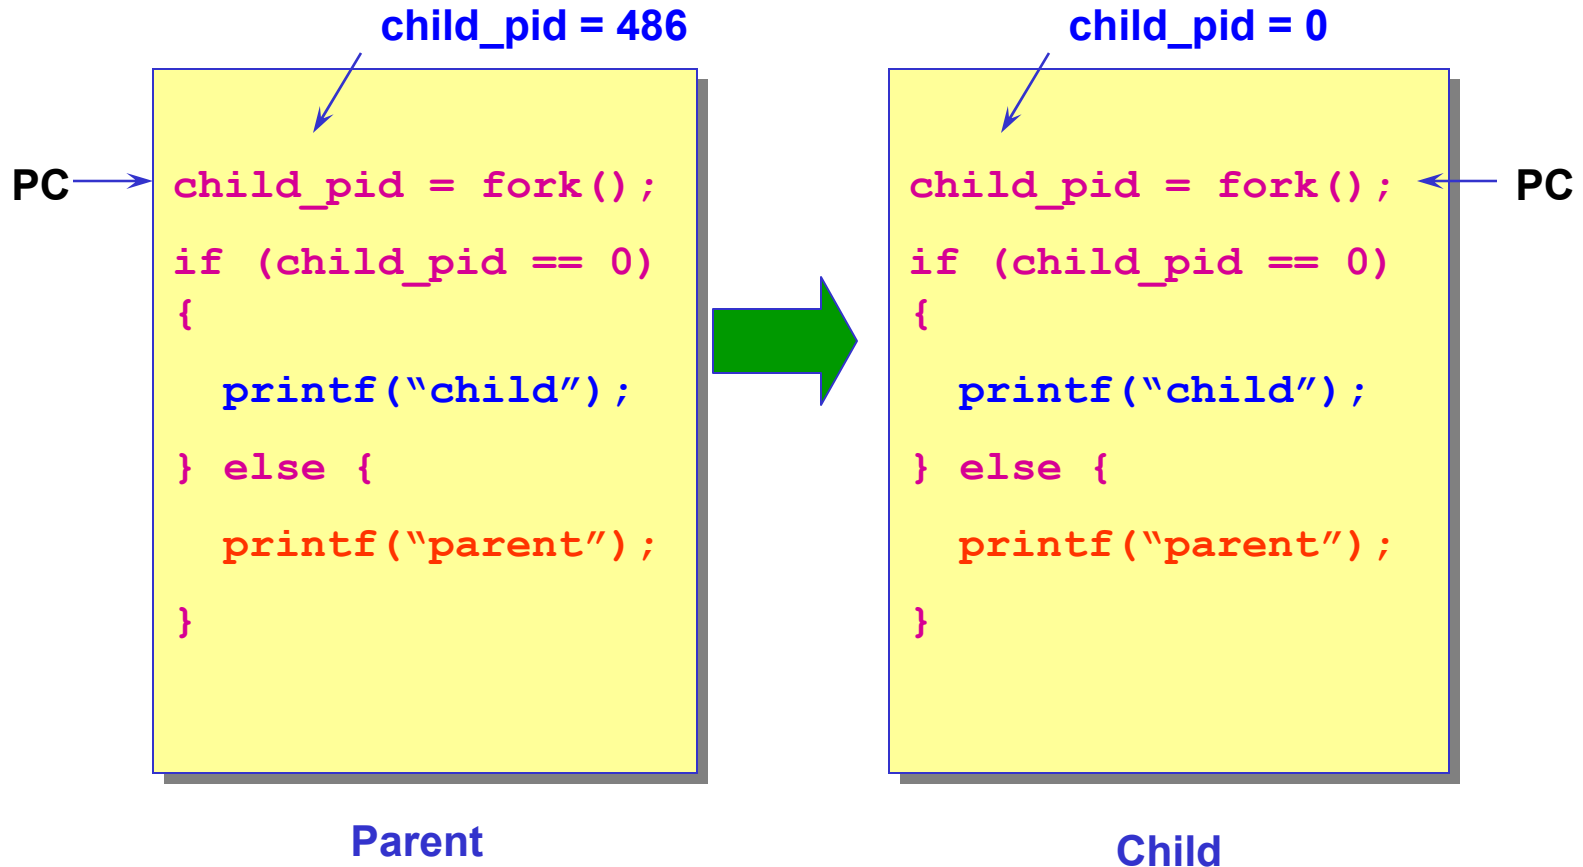 child_pid = 486
PC
child_pid = fork();
if (child_pid == 0)
{
printf(“child”);
} else {
printf(“parent”);
}
Parent
child_pid = 0
PC
child_pid = fork();
if (child_pid == 0)
{
printf(“child”);
} else {
printf(“parent”);
}
Child